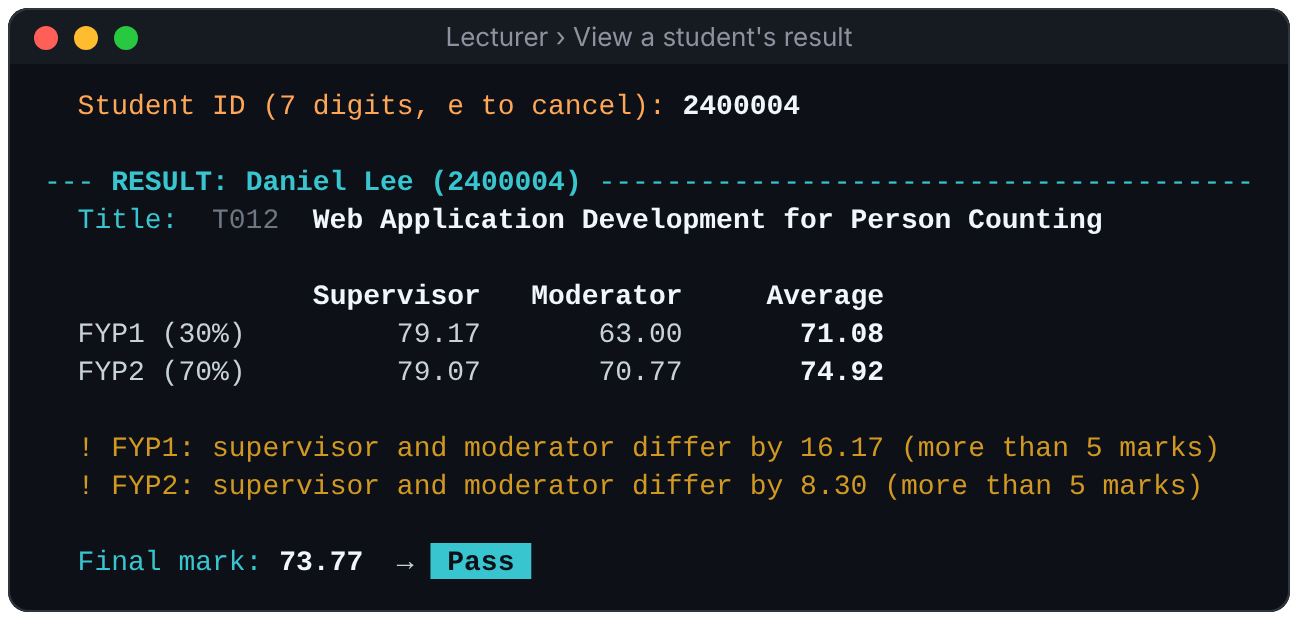 Lecturer › View a student's result
Student ID (7 digits, e to cancel): 2400004
--- RESULT: Daniel Lee (2400004) ---------------------------------------
Title:  T012  Web Application Development for Person Counting
Supervisor   Moderator     Average
FYP1 (30%)         79.17       63.00       71.08
FYP2 (70%)         79.07       70.77       74.92
! FYP1: supervisor and moderator differ by 16.17 (more than 5 marks)
! FYP2: supervisor and moderator differ by 8.30 (more than 5 marks)
Final mark: 73.77  → Pass